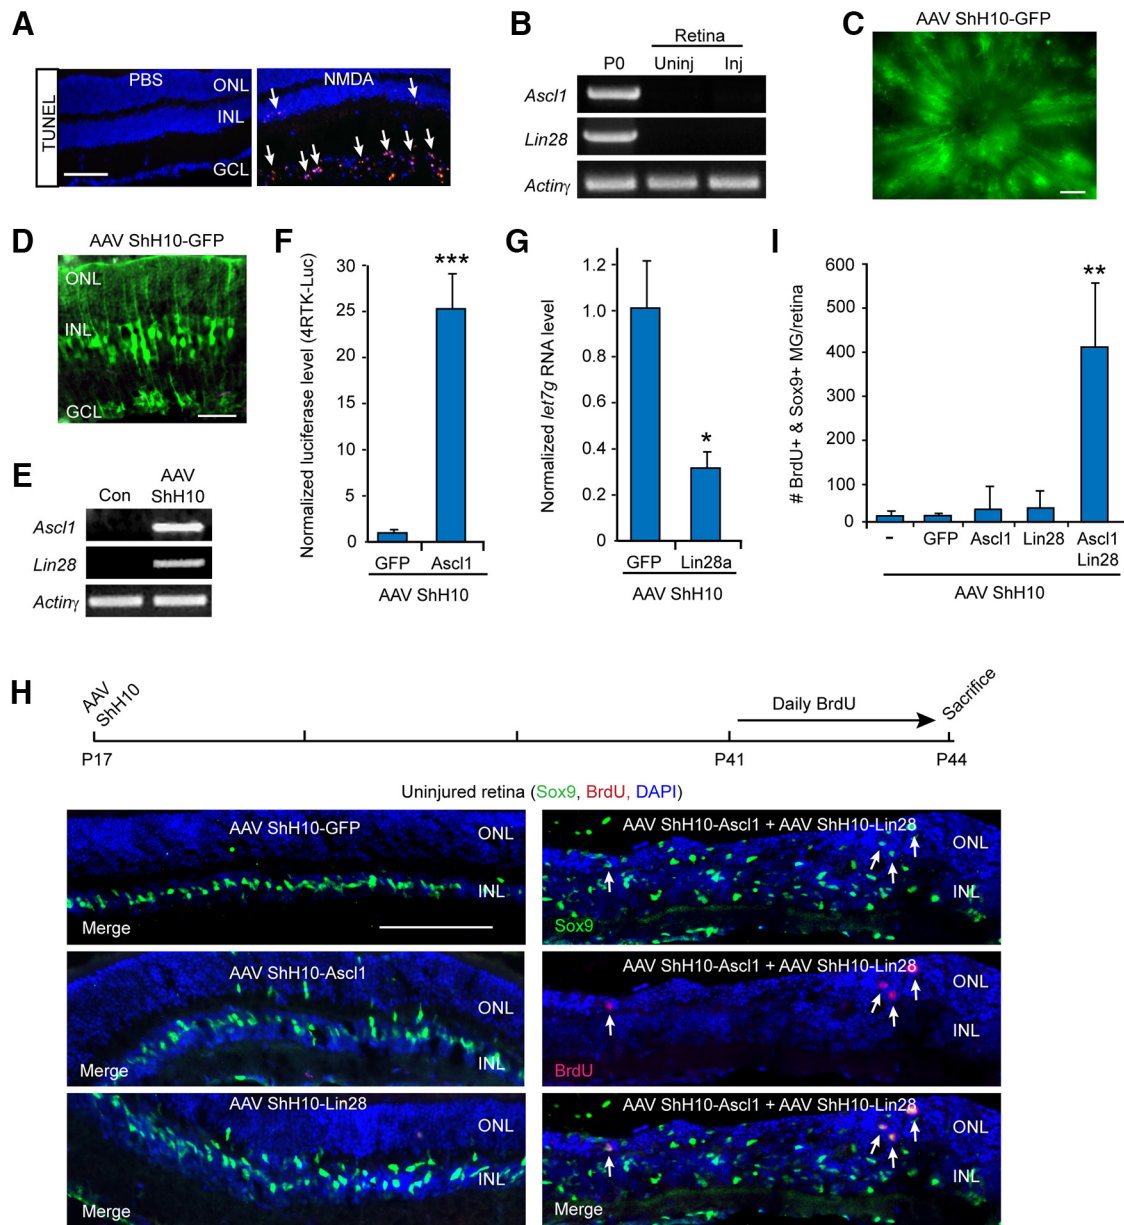 A
TUNEL
PBS
ONL
INL
GCL
NMDA
B
Retina
P0
Uninj
Inj
Ascl1
Lin28
Actinγ
C
AAV ShH10-GFP
D
AAV ShH10-GFP
ONL
INL
GCL
E
Con
AAV
ShH10
Ascl1
Lin28
Actinγ
F
Normalized luciferase level (4RTK-Luc)
30
25
20
15
10
5
0
***
GFP
Ascl1
AAV ShH10
G
Normalized let7g RNA level
1.2
1.0
0.8
0.6
0.4
0.2
0
*
GFP
Lin28a
AAV ShH10
I
# BrdU+ & Sox9+ MG/retina
600
500
400
300
200
100
0
**
-
GFP
Ascl1
Lin28
Ascl1
Lin28
AAV ShH10
H
AAV
ShH10
Daily BrdU
Sacrifice
P17
P41
P44
Uninjured retina (Sox9, BrdU, DAPI)
AAV ShH10-GFP
ONL
INL
Merge
AAV ShH10-Ascl1 + AAV ShH10-Lin28
ONL
INL
Sox9
AAV ShH10-Ascl1
ONL
INL
Merge
AAV ShH10-Ascl1 + AAV ShH10-Lin28
ONL
INL
BrdU
AAV ShH10-Lin28
ONL
INL
Merge
AAV ShH10-Ascl1 + AAV ShH10-Lin28
ONL
INL
Merge